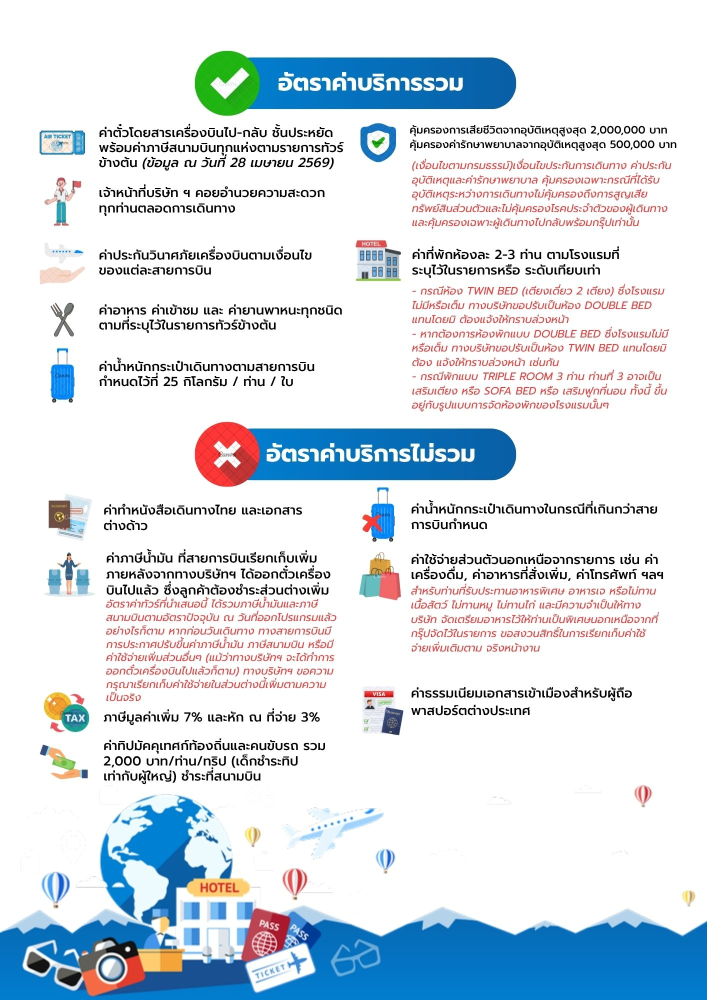 อัตราค่าบริการรวม
AIR TICKET
ค่าตั๋วโดยสารเครื่องบินไป-กลับ ชั้นประหยัด
พร้อมค่าภาษีสนามบินทุกแห่งตามรายการทัวร์
ข้างต้น (ข้อมูล ณ วันที่ 28 เมษายน 2569)
เจ้าหน้าที่บริษัท ฯ คอยอำนวยความสะดวก
ทุกท่านตลอดการเดินทาง
ค่าประกันวินาศภัยเครื่องบินตามเงื่อนไข
ของแต่ละสายการบิน
ค่าอาหาร ค่าเข้าชม และ ค่ายานพาหนะทุกชนิด
ตามที่ระบุไว้ในรายการทัวร์ข้างต้น
ค่าน้ำหนักกระเป๋าเดินทางตามสายการบิน
กำหนดไว้ที่ 25 กิโลกรัม / ท่าน / ใบ
คุ้มครองการเสียชีวิตจากอุบัติเหตุสูงสุด 2,000,000 บาท
คุ้มครองค่ารักษาพยาบาลจากอุบัติเหตุสูงสุด 500,000 บาท
(เงื่อนไขตามกรมธรรม์)เงื่อนไขประกันการเดินทาง ค่าประกัน
อุบัติเหตุและค่ารักษาพยาบาล คุ้มครองเฉพาะกรณีที่ได้รับ
อุบัติเหตุระหว่างการเดินทางไม่คุ้มครองถึงการสูญเสีย
ทรัพย์สินส่วนตัวและไม่คุ้มครองโรคประจำตัวของผู้เดินทาง
และคุ้มครองเฉพาะผู้เดินทางไปกลับพร้อมกรุ๊ปเท่านั้น
HOTEL
ค่าที่พักห้องละ 2-3 ท่าน ตามโรงแรมที่
ระบุไว้ในรายการหรือ ระดับเทียบเท่า
- กรณีห้อง TWIN BED (เตียงเดี่ยว 2 เตียง) ซึ่งโรงแรม
ไม่มีหรือเต็ม ทางบริษัทขอปรับเป็นห้อง DOUBLE BED
แทนโดยมิ ต้องแจ้งให้ทราบล่วงหน้า
- หากต้องการห้องพักแบบ DOUBLE BED ซึ่งโรงแรมไม่มี
หรือเต็ม ทางบริษัทขอปรับเป็นห้อง TWIN BED แทนโดยมิ
ต้อง แจ้งให้ทราบล่วงหน้า เช่นกัน
- กรณีพักแบบ TRIPLE ROOM 3 ท่าน ท่านที่ 3 อาจเป็น
เสริมเตียง หรือ SOFA BED หรือ เสริมฟูกที่นอน ทั้งนี้ ขึ้น
อยู่กับรูปแบบการจัดห้องพักของโรงแรมนั้นๆ
Canva
อัตราค่าบริการไม่รวม
PASSPORT
APPROVED
ค่าทำหนังสือเดินทางไทย และเอกสาร
ต่างด้าว
ค่าภาษีน้ำมัน ที่สายการบินเรียกเก็บเพิ่ม
ภายหลังจากทางบริษัทฯ ได้ออกตั๋วเครื่อง
บินไปแล้ว ซึ่งลูกค้าต้องชำระส่วนต่างเพิ่ม
อัตราค่าทัวร์ที่นำเสนอนี้ ได้รวมภาษีน้ำมันและภาษี
สนามบินตามอัตราปัจจุบัน ณ วันที่ออกโปรแกรมแล้ว
อย่างไรก็ตาม หากก่อนวันเดินทาง ทางสายการบินมี
การประกาศปรับขึ้นค่าภาษีน้ำมัน ภาษีสนามบิน หรือมี
ค่าใช้จ่ายเพิ่มส่วนอื่นๆ (แม้ว่าทางบริษัทฯ จะได้ทำการ
ออกตั๋วเครื่องบินไปแล้วก็ตาม) ทางบริษัทฯ ขอความ
กรุณาเรียกเก็บค่าใช้จ่ายในส่วนต่างนี้เพิ่มตามความ
เป็นจริง
TAX
ภาษีมูลค่าเพิ่ม 7% และหัก ณ ที่จ่าย 3%
ค่าทิปมัคคุเทศก์ท้องถิ่นและคนขับรถ รวม
2,000 บาท/ท่าน/ทริป (เด็กชำระทิป
เท่ากับผู้ใหญ่) ชำระที่สนามบิน
ค่าน้ำหนักกระเป๋าเดินทางในกรณีที่เกินกว่าสาย
การบินกำหนด
ค่าใช้จ่ายส่วนตัวนอกเหนือจากรายการ เช่น ค่า
เครื่องดื่ม, ค่าอาหารที่สั่งเพิ่ม, ค่าโทรศัพท์ ฯลฯ
สำหรับท่านที่รับประทานอาหารพิเศษ อาหารเจ หรือไม่ทาน
เนื้อสัตว์ ไม่ทานหมู ไม่ทานไก่ และมีความจำเป็นให้ทาง
บริษัท จัดเตรียมอาหารไว้ให้ท่านเป็นพิเศษนอกเหนือจากที่
กรุ๊ปจัดไว้ในรายการ ขอสงวนสิทธิ์ในการเรียกเก็บค่าใช้
จ่ายเพิ่มเติมตาม จริงหน้างาน
VISA
APPROVED
PASSPORT
ค่าธรรมเนียมเอกสารเข้าเมืองสำหรับผู้ถือ
พาสปอร์ตต่างประเทศ
HOTEL
PASS
PASS
TICKET